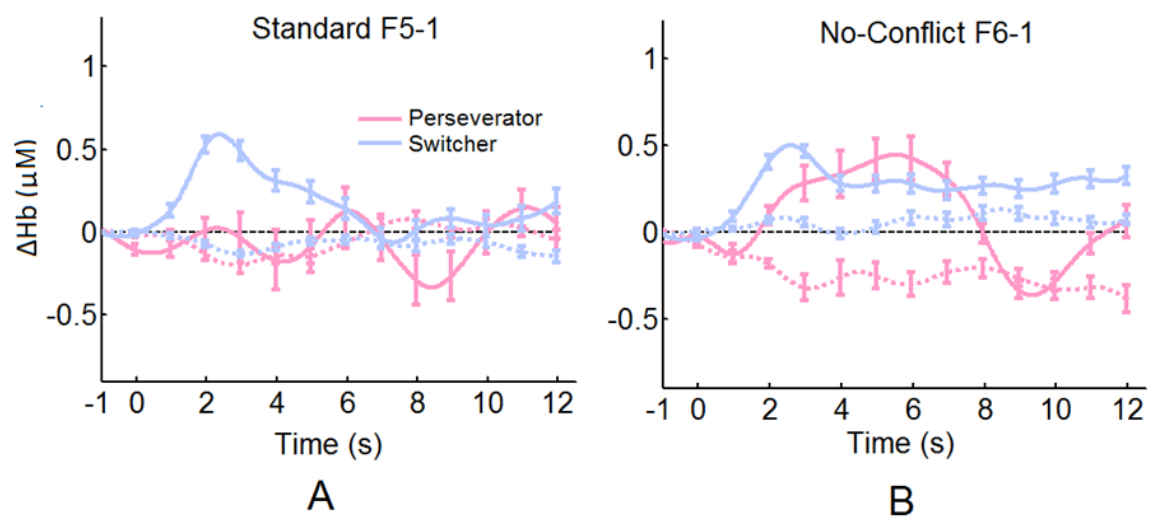 Standard F5-1
No-Conflict F6-1
ΔHb (μM)
1
0.5
0
-0.5
Perseverator
Switcher
1
0.5
0
-0.5
-1 0 2 4 6 8 10 12
-1 0 2 4 6 8 10 12
Time (s)
Time (s)
A
B